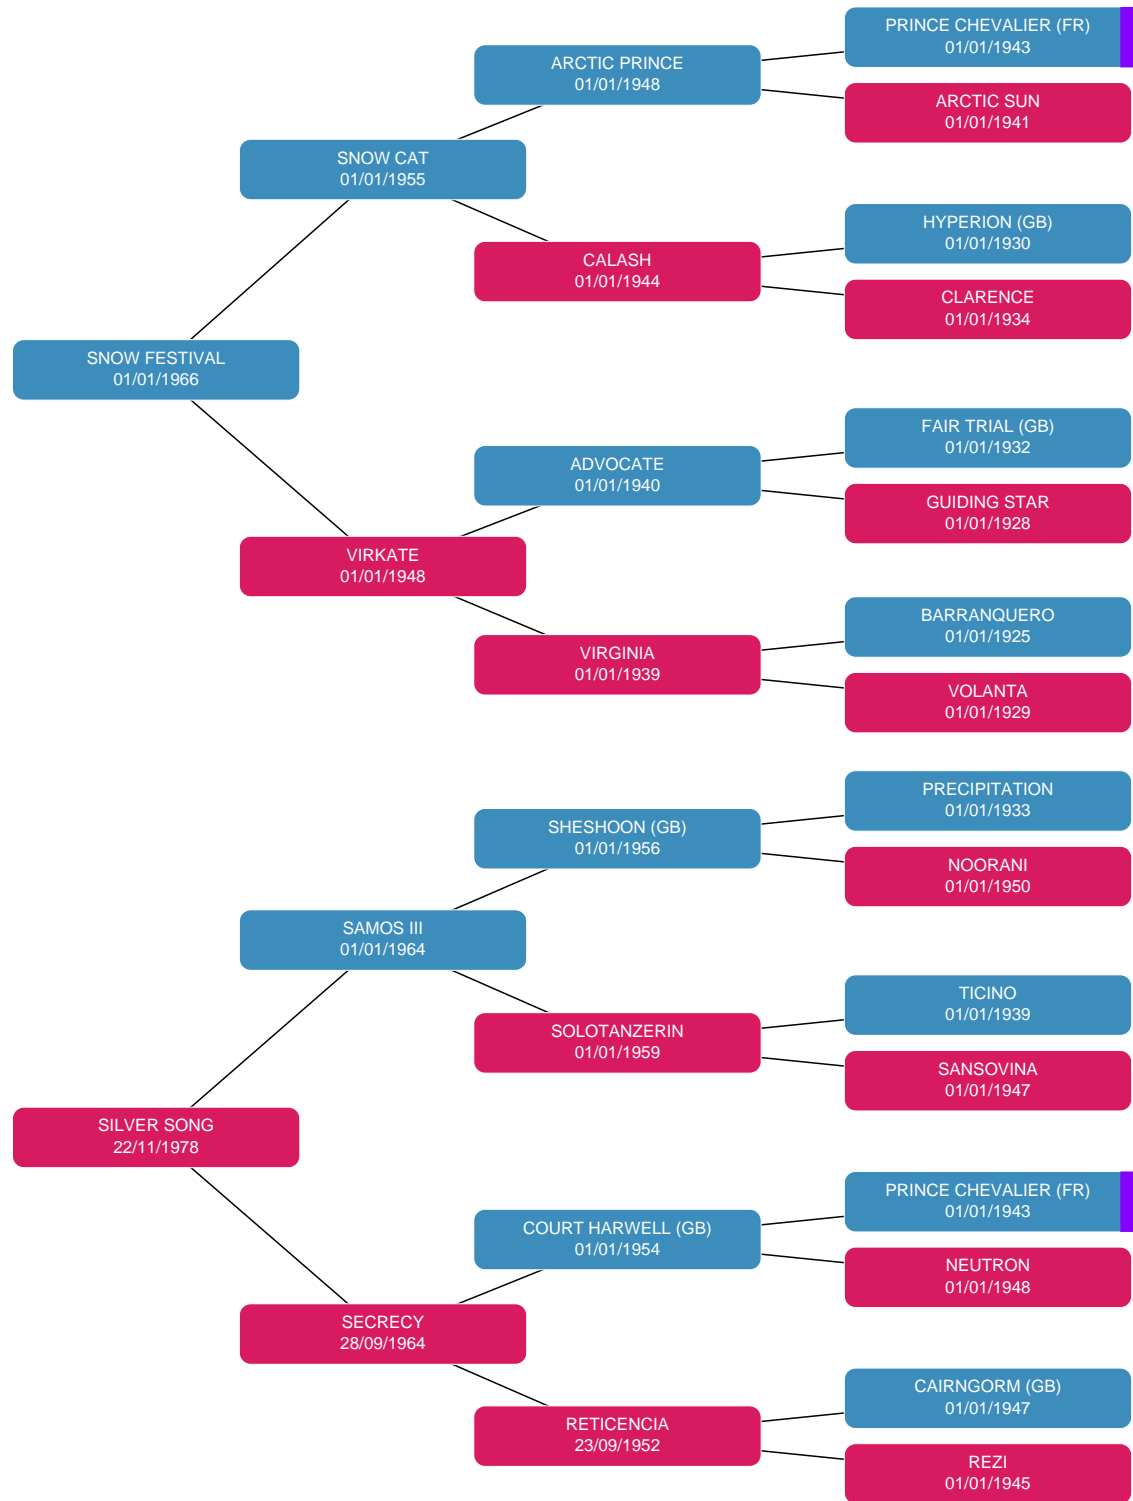 PRINCE CHEVALIER (FR)
01/01/1943
ARCTIC PRINCE
01/01/1948
ARCTIC SUN
01/01/1941
SNOW CAT
01/01/1955
HYPERION (GB)
01/01/1930
CALASH
01/01/1944
CLARENCE
01/01/1934
SNOW FESTIVAL
01/01/1966
FAIR TRIAL (GB)
01/01/1932
ADVOCATE
01/01/1940
GUIDING STAR
01/01/1928
VIRKATE
01/01/1948
BARRANQUERO
01/01/1925
VIRGINIA
01/01/1939
VOLANTA
01/01/1929
PRECIPITATION
01/01/1933
SHESHOON (GB)
01/01/1956
NOORANI
01/01/1950
SAMOS III
01/01/1964
TICINO
01/01/1939
SOLOTANZERIN
01/01/1959
SANSOVINA
01/01/1947
SILVER SONG
22/11/1978
PRINCE CHEVALIER (FR)
01/01/1943
COURT HARWELL (GB)
01/01/1954
NEUTRON
01/01/1948
SECRECY
28/09/1964
CAIRNGORM (GB)
01/01/1947
RETICENCIA
23/09/1952
REZI
01/01/1945